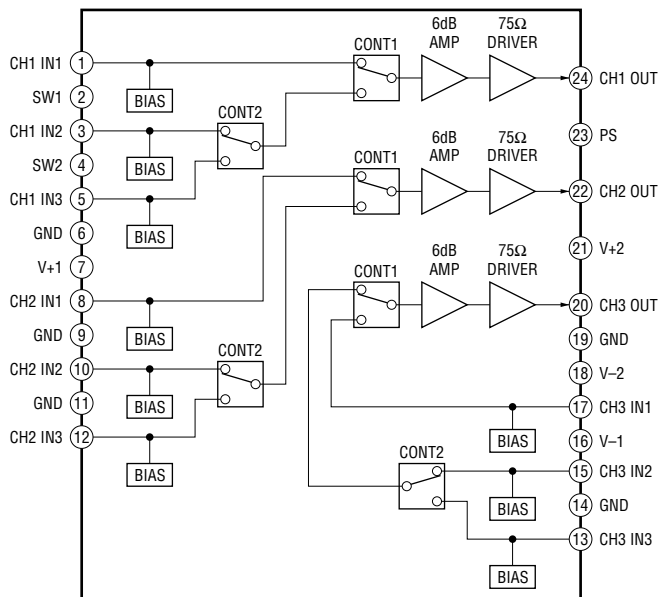 6dB
AMP
75Ω
DRIVER
CONT1
CH1 IN1 1
24 CH1 OUT
BIAS
SW1 2
CONT2
CH1 IN2 3
23 PS
BIAS
6dB
AMP
75Ω
DRIVER
SW2 4
CONT1
CH1 IN3 5
22 CH2 OUT
BIAS
GND 6
21 V+2
6dB
AMP
75Ω
DRIVER
V+1 7
CONT1
CH2 IN1 8
20 CH3 OUT
BIAS
GND 9
19 GND
CONT2
CH2 IN2 10
18 V–2
BIAS
GND 11
17 CH3 IN1
BIAS
CH2 IN3 12
16 V–1
BIAS
CONT2
15 CH3 IN2
BIAS
14 GND
13 CH3 IN3
BIAS